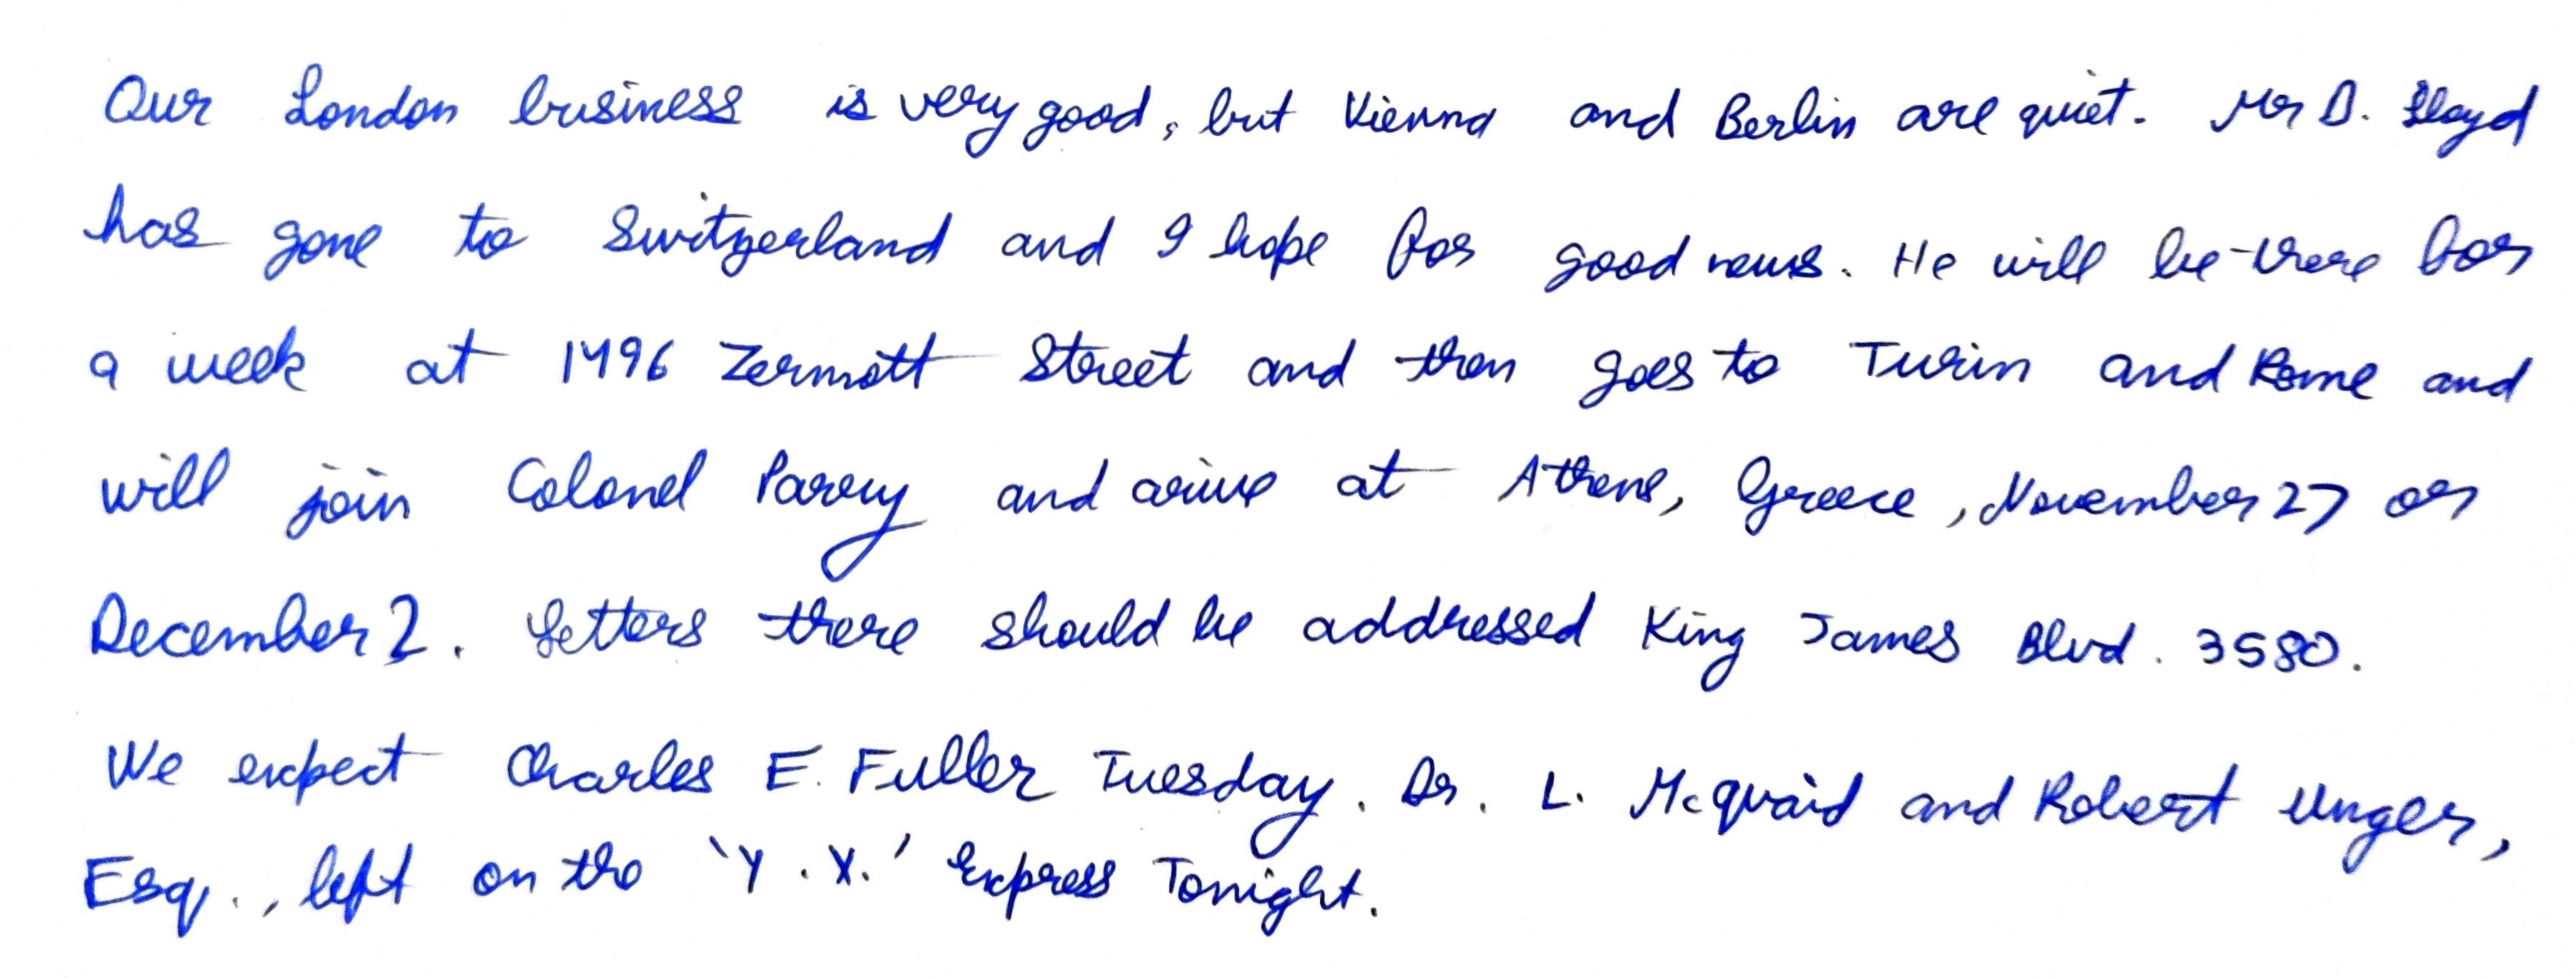 Our London business is very good, but Vienna and Berlin are quiet. Mr D. Lloyd
has gone to Switzerland and I hope for good news. He will be there for
a week at 1496 Zermott Street and then goes to Turin and Rome and
will join Colonel Parry and arive at Athens, Greece, November 27 or
December 2. Letters there should be addressed King James Blvd. 3580.
We expect Charles E. Fuller Tuesday. Dr. L. McQuaid and Robert Unger,
Esq., left on the 'Y.X.' Express Tonight.